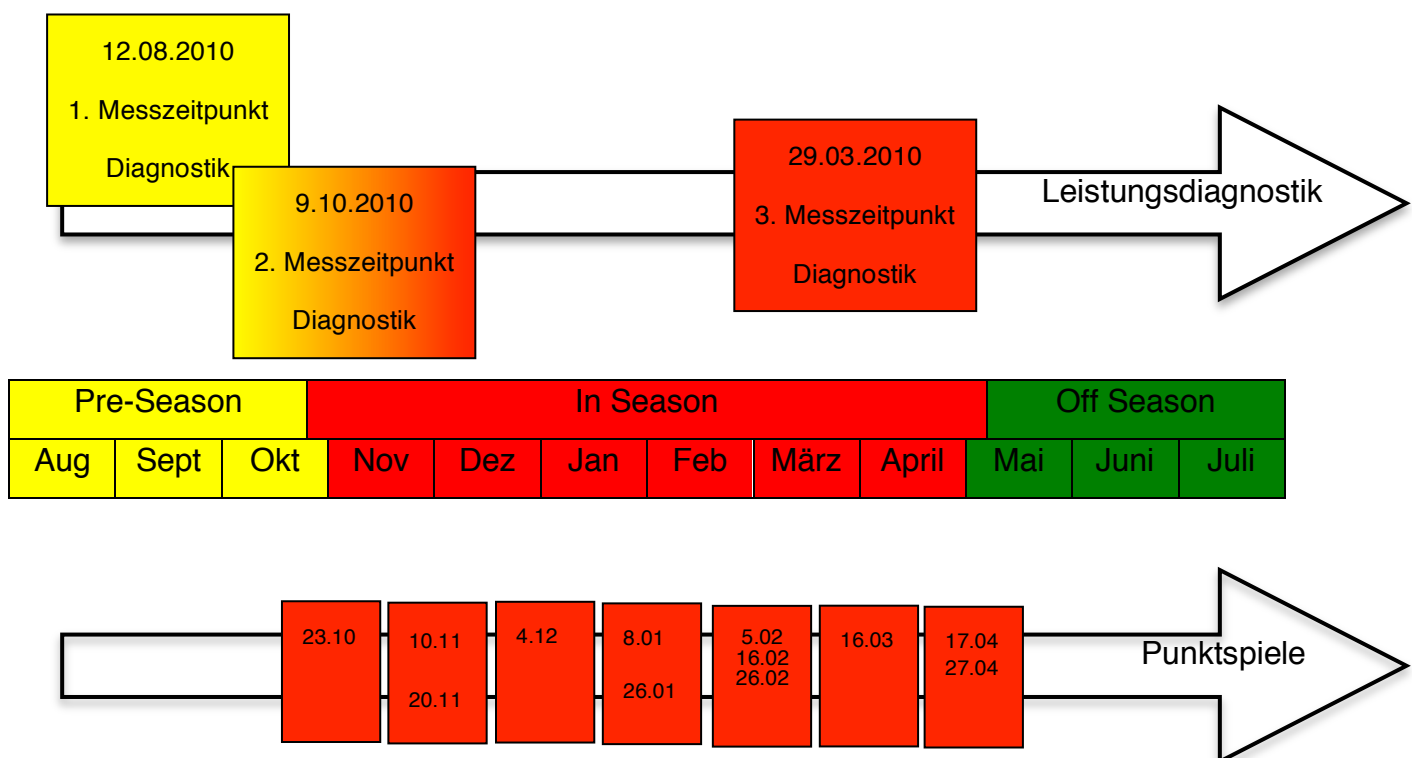 12.08.2010
1. Messzeitpunkt
Diagnostik
9.10.2010
2. Messzeitpunkt
Diagnostik
29.03.2010
3. Messzeitpunkt
Diagnostik
Leistungsdiagnostik
Pre-Season In Season Off Season
Aug Sept Okt Nov Dez Jan Feb März April Mai Juni Juli
23.10
10.11
20.11
4.12
8.01
26.01
5.02
16.02
26.02
16.03
17.04
27.04
Punktspiele